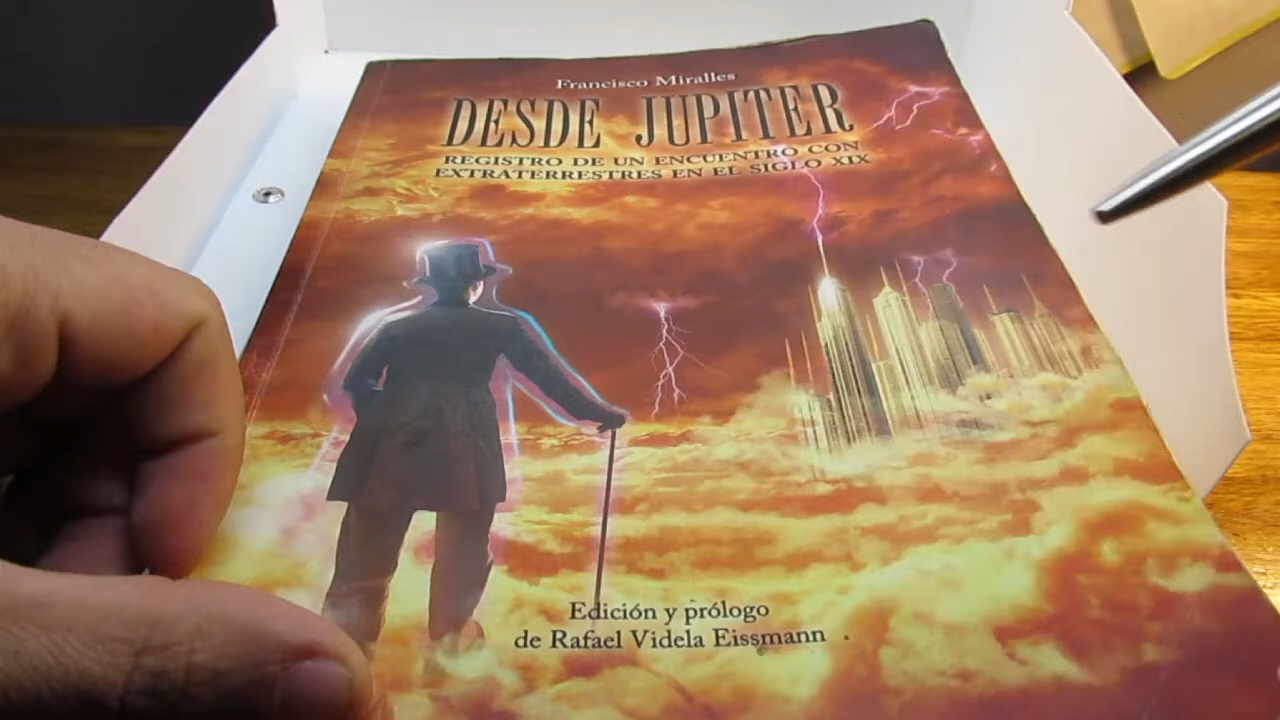 Francisco Miralles
DESDE JUPITER
REGISTRO DE UN ENCUENTRO CON
EXTRATERRESTRES EN EL SIGLO XIX
Edición y prólogo
de Rafael Videla Eissmann